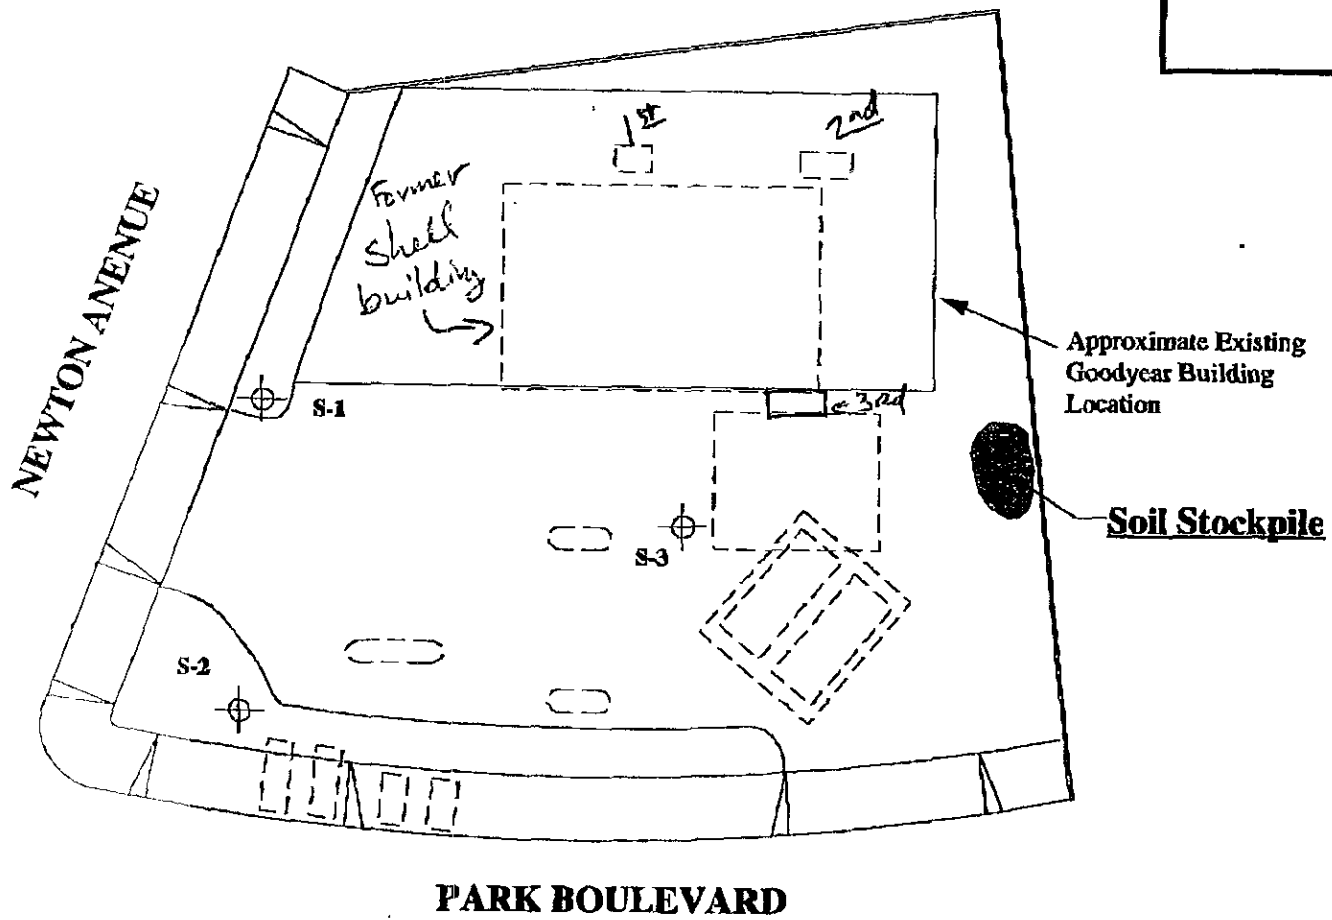 1st
2nd
Former
Shell
building
NEWTON ANENUE
Approximate Existing
Goodyear Building
Location
S-1
3rd
Soil Stockpile
S-3
S-2
PARK BOULEVARD